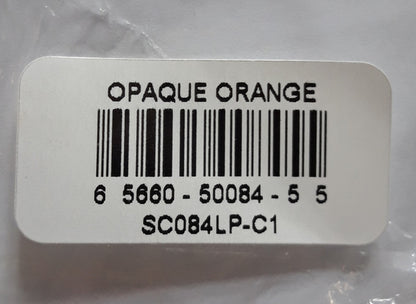 OPAQUE ORANGE
6 5660 - 50084 - 5 5
SC084LP-C1